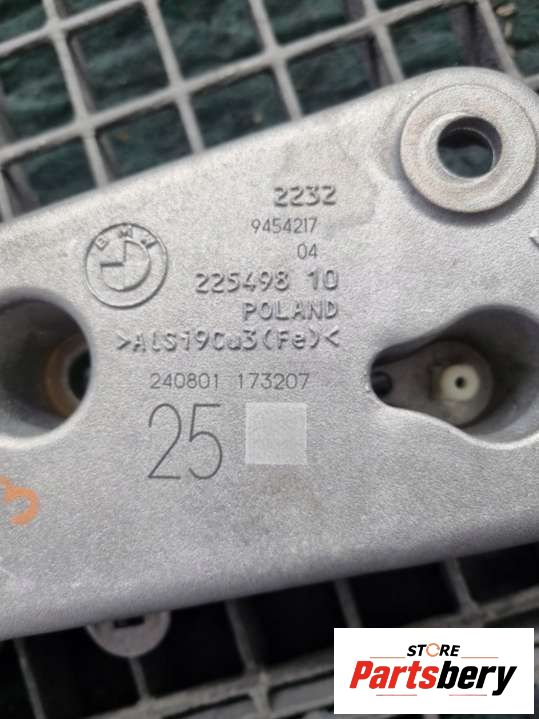 2232
9454217
04
BMW
225498 10
POLAND
>AlSi9Cu3(Fe)<
240801 173207
25
STORE
Partsbery